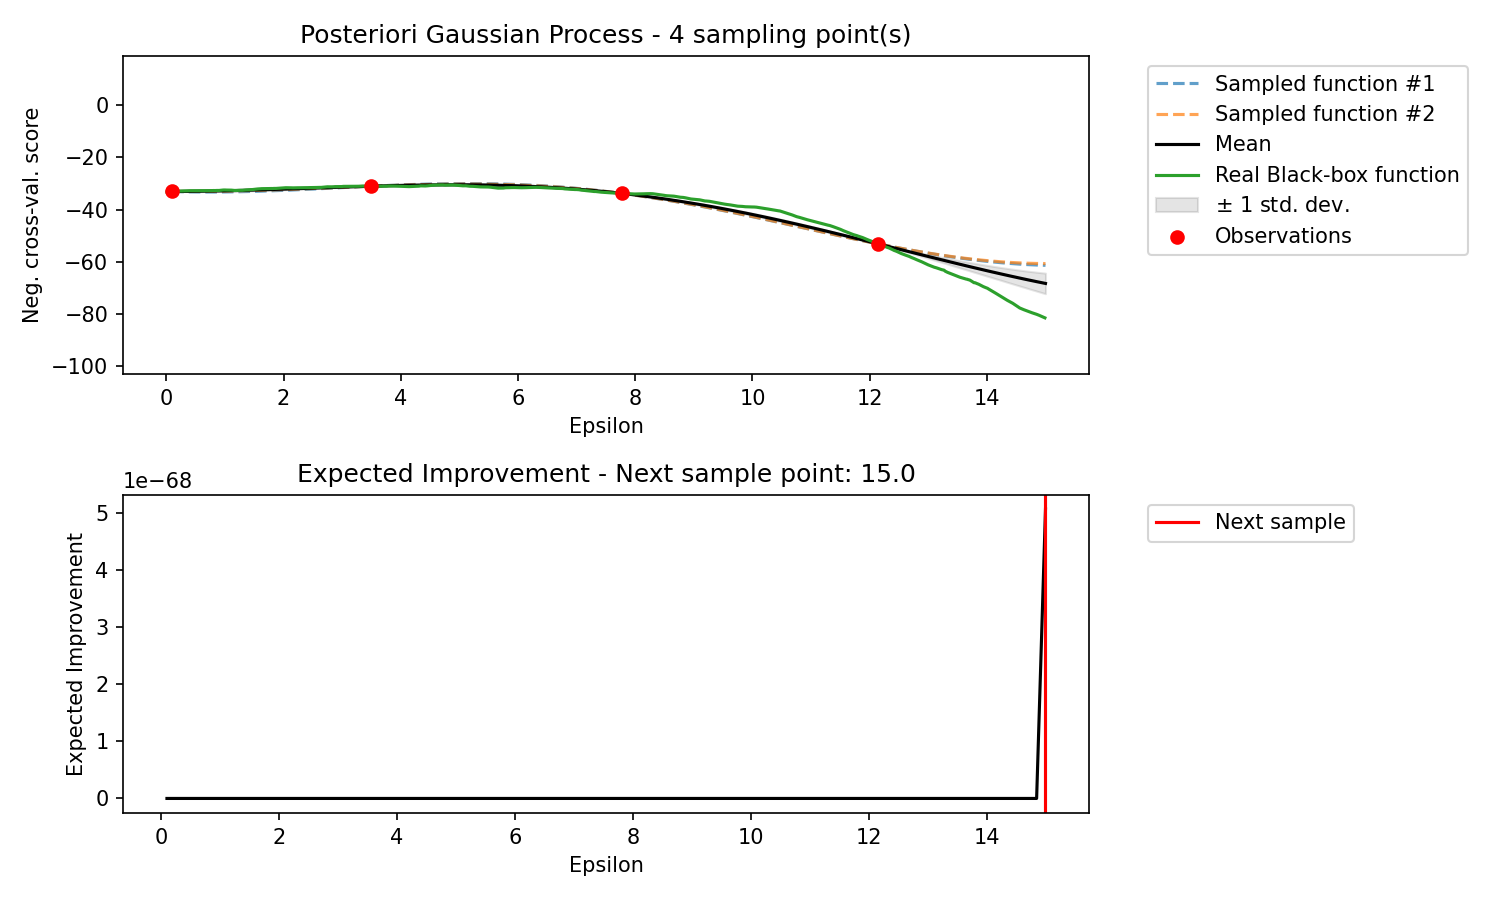 Posteriori Gaussian Process - 4 sampling point(s)
Neg. cross-val. score
0
−20
−40
−60
−80
−100
0 2 4 6 8 10 12 14
Epsilon
Sampled function #1
Sampled function #2
Mean
Real Black-box function
± 1 std. dev.
Observations
Expected Improvement - Next sample point: 15.0
1e−68
Expected Improvement
5
4
3
2
1
0
0 2 4 6 8 10 12 14
Epsilon
Next sample